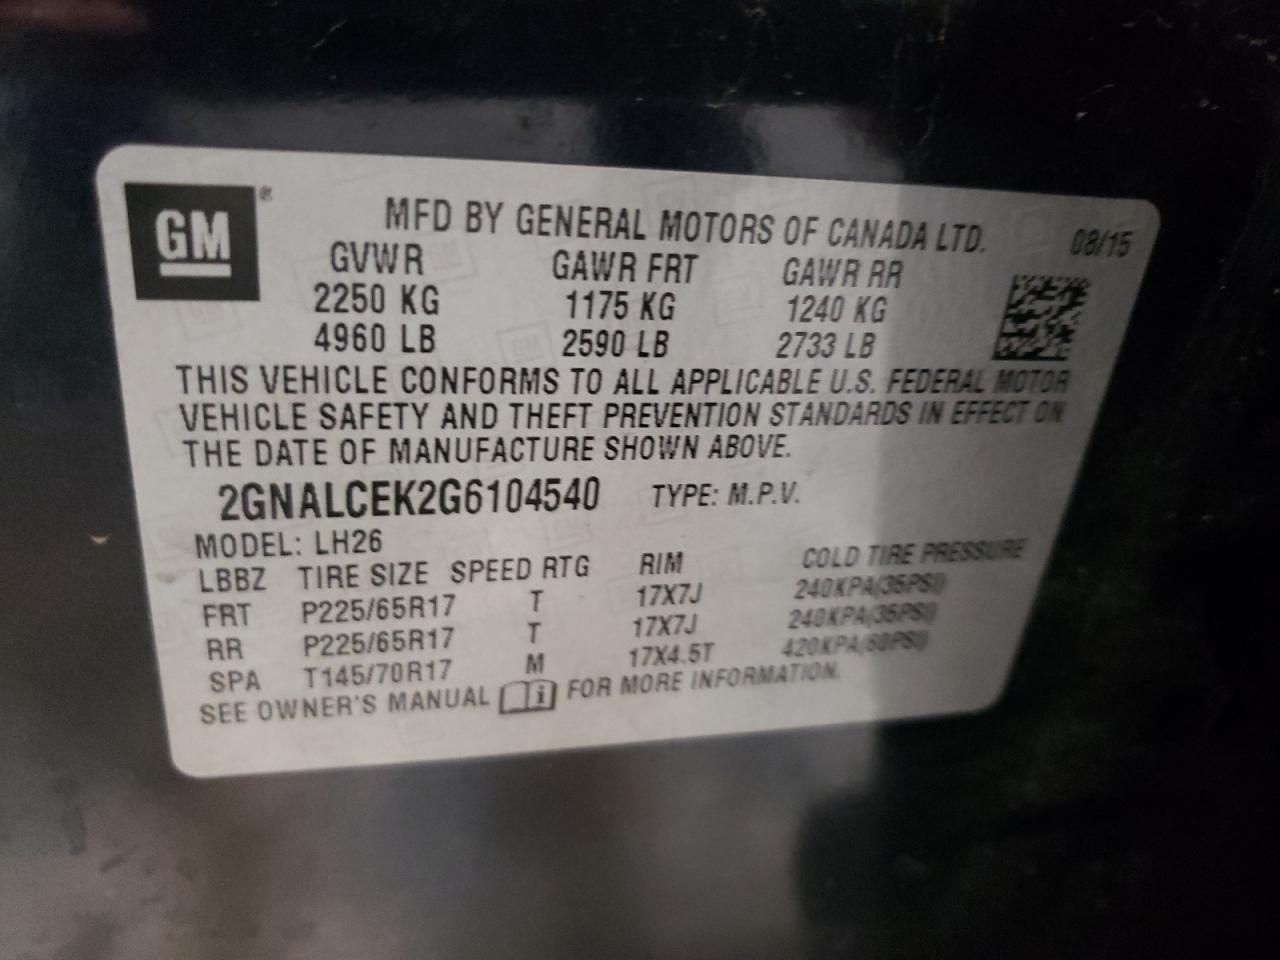 GM ®
MFD BY GENERAL MOTORS OF CANADA LTD. 08/15
GVWR GAWR FRT GAWR RR
2250 KG 1175 KG 1240 KG
4960 LB 2590 LB 2733 LB
THIS VEHICLE CONFORMS TO ALL APPLICABLE U.S. FEDERAL MOTOR
VEHICLE SAFETY AND THEFT PREVENTION STANDARDS IN EFFECT ON
THE DATE OF MANUFACTURE SHOWN ABOVE.
2GNALCEK2G6104540 TYPE: M.P.V.
MODEL: LH26
LBBZ TIRE SIZE SPEED RTG RIM COLD TIRE PRESSURE
FRT P225/65R17 T 17X7J 240KPA(35PSI)
RR P225/65R17 T 17X7J 240KPA(35PSI)
SPA T145/70R17 M 17X4.5T 420KPA(60PSI)
SEE OWNER'S MANUAL i FOR MORE INFORMATION.